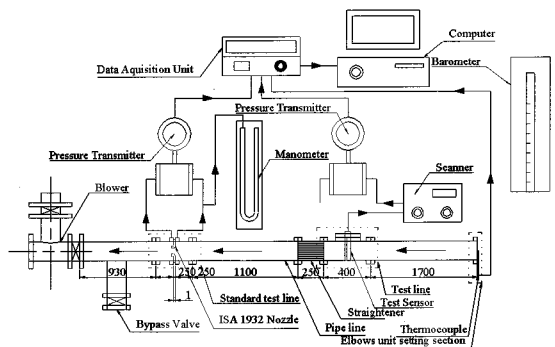 Computer
Barometer
Data Aquisition Unit
Pressure Transmitter
Pressure Transmitter
Manometer
Scanner
Blower
930
250
250
1100
250
400
1700
1
Standard test line
Test line
Test Sensor
Straightener
ISA 1932 Nozzle
Bypass Valve
Pipe line
Thermocouple
Elbows unit setting section